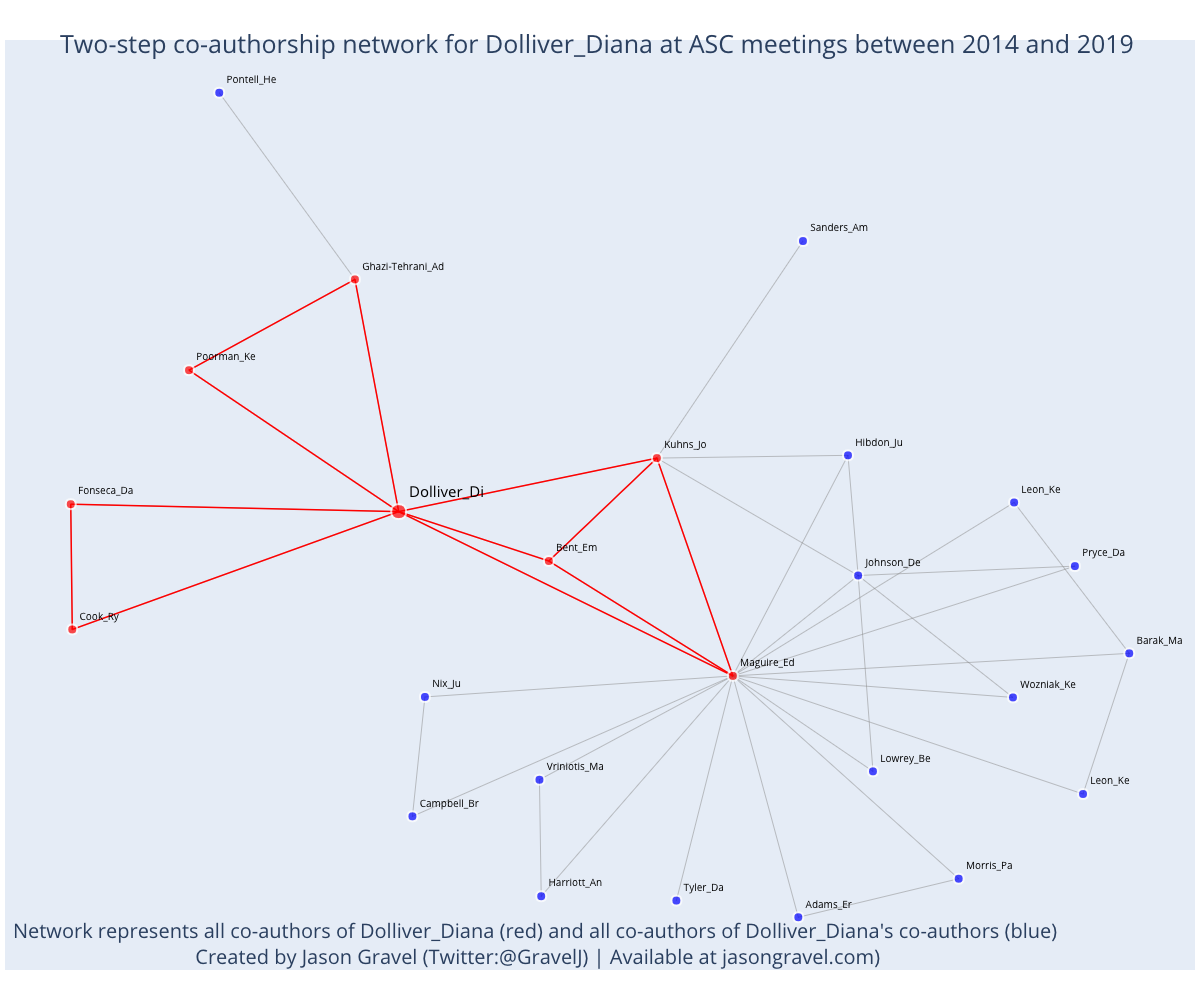 Two-step co-authorship network for Dolliver_Diana at ASC meetings between 2014 and 2019
Pontell_He
Sanders_Am
Ghazi-Tehrani_Ad
Poorman_Ke
Kuhns_Jo
Hibdon_Ju
Fonseca_Da
Dolliver_Di
Leon_Ke
Bent_Em
Pryce_Da
Johnson_De
Cook_Ry
Barak_Ma
Maguire_Ed
Nix_Ju
Wozniak_Ke
Lowrey_Be
Vriniotis_Ma
Leon_Ke
Campbell_Br
Morris_Pa
Harriott_An
Tyler_Da
Adams_Er
Network represents all co-authors of Dolliver_Diana (red) and all co-authors of Dolliver_Diana's co-authors (blue)
Created by Jason Gravel (Twitter:@GravelJ) | Available at jasongravel.com)